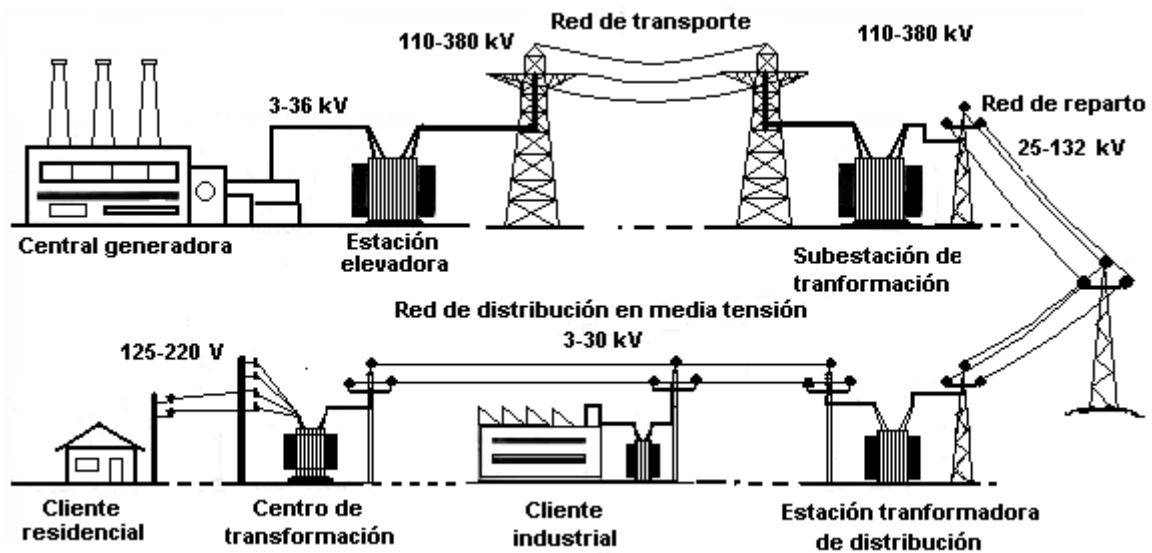 Red de transporte
110-380 kV
110-380 kV
3-36 kV
Red de reparto
25-132 kV
Central generadora
Estación
elevadora
Subestación de
tranformación
Red de distribución en media tensión
3-30 kV
125-220 V
Cliente
residencial
Centro de
transformación
Cliente
industrial
Estación tranformadora
de distribución